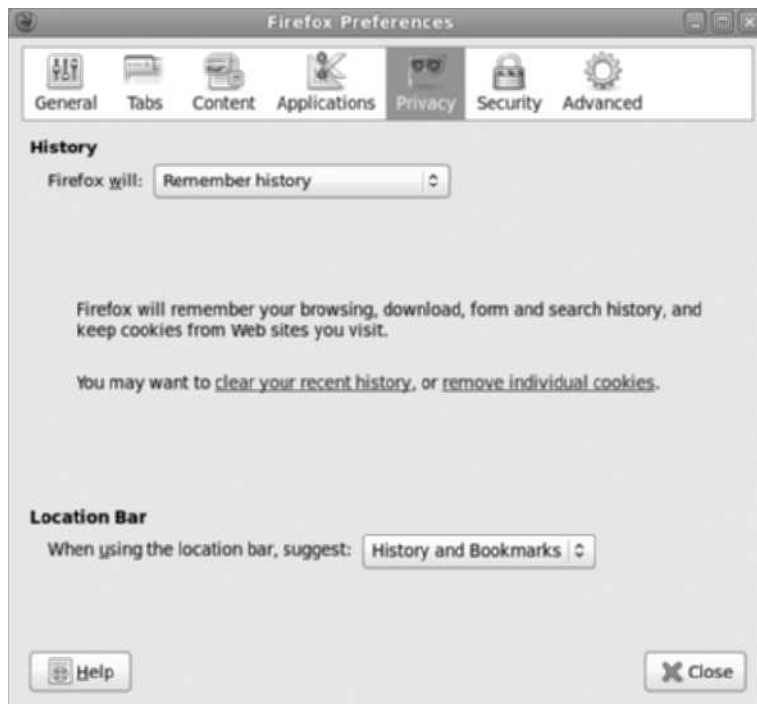 Firefox Preferences
General Tabs Content Applications Privacy Security Advanced
History
Firefox will: Remember history
Firefox will remember your browsing, download, form and search history, and
keep cookies from Web sites you visit.
You may want to clear your recent history, or remove individual cookies.
Location Bar
When using the location bar, suggest: History and Bookmarks
Help Close